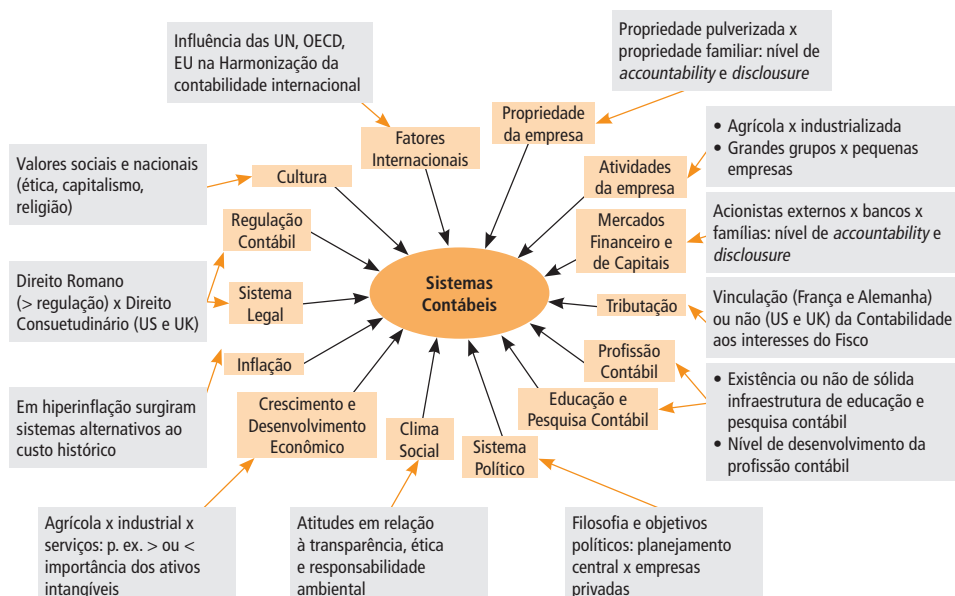 Influência das UN, OECD,
EU na Harmonização da
contabilidade internacional
Propriedade pulverizada x
propriedade familiar: nível de
accountability e disclousure
Fatores
Internacionais
Propriedade
da empresa
• Agrícola x industrializada
• Grandes grupos x pequenas
empresas
Valores sociais e nacionais
(ética, capitalismo,
religião)
Cultura
Atividades
da empresa
Regulação
Contábil
Mercados
Financeiro e
de Capitais
Acionistas externos x bancos x
famílias: nível de accountability e
disclousure
Direito Romano
(> regulação) x Direito
Consuetudinário (US e UK)
Sistema
Legal
Sistemas
Contábeis
Tributação
Vinculação (França e Alemanha)
ou não (US e UK) da Contabilidade
aos interesses do Fisco
Inflação
Profissão
Contábil
Em hiperinflação surgiram
sistemas alternativos ao
custo histórico
Crescimento e
Desenvolvimento
Econômico
Clima
Social
Sistema
Político
Educação e
Pesquisa Contábil
• Existência ou não de sólida
infraestrutura de educação e
pesquisa contábil
• Nível de desenvolvimento da
profissão contábil
Agrícola x industrial x
serviços: p. ex. > ou <
importância dos ativos
intangíveis
Atitudes em relação
à transparência, ética
e responsabilidade
ambiental
Filosofia e objetivos
políticos: planejamento
central x empresas
privadas